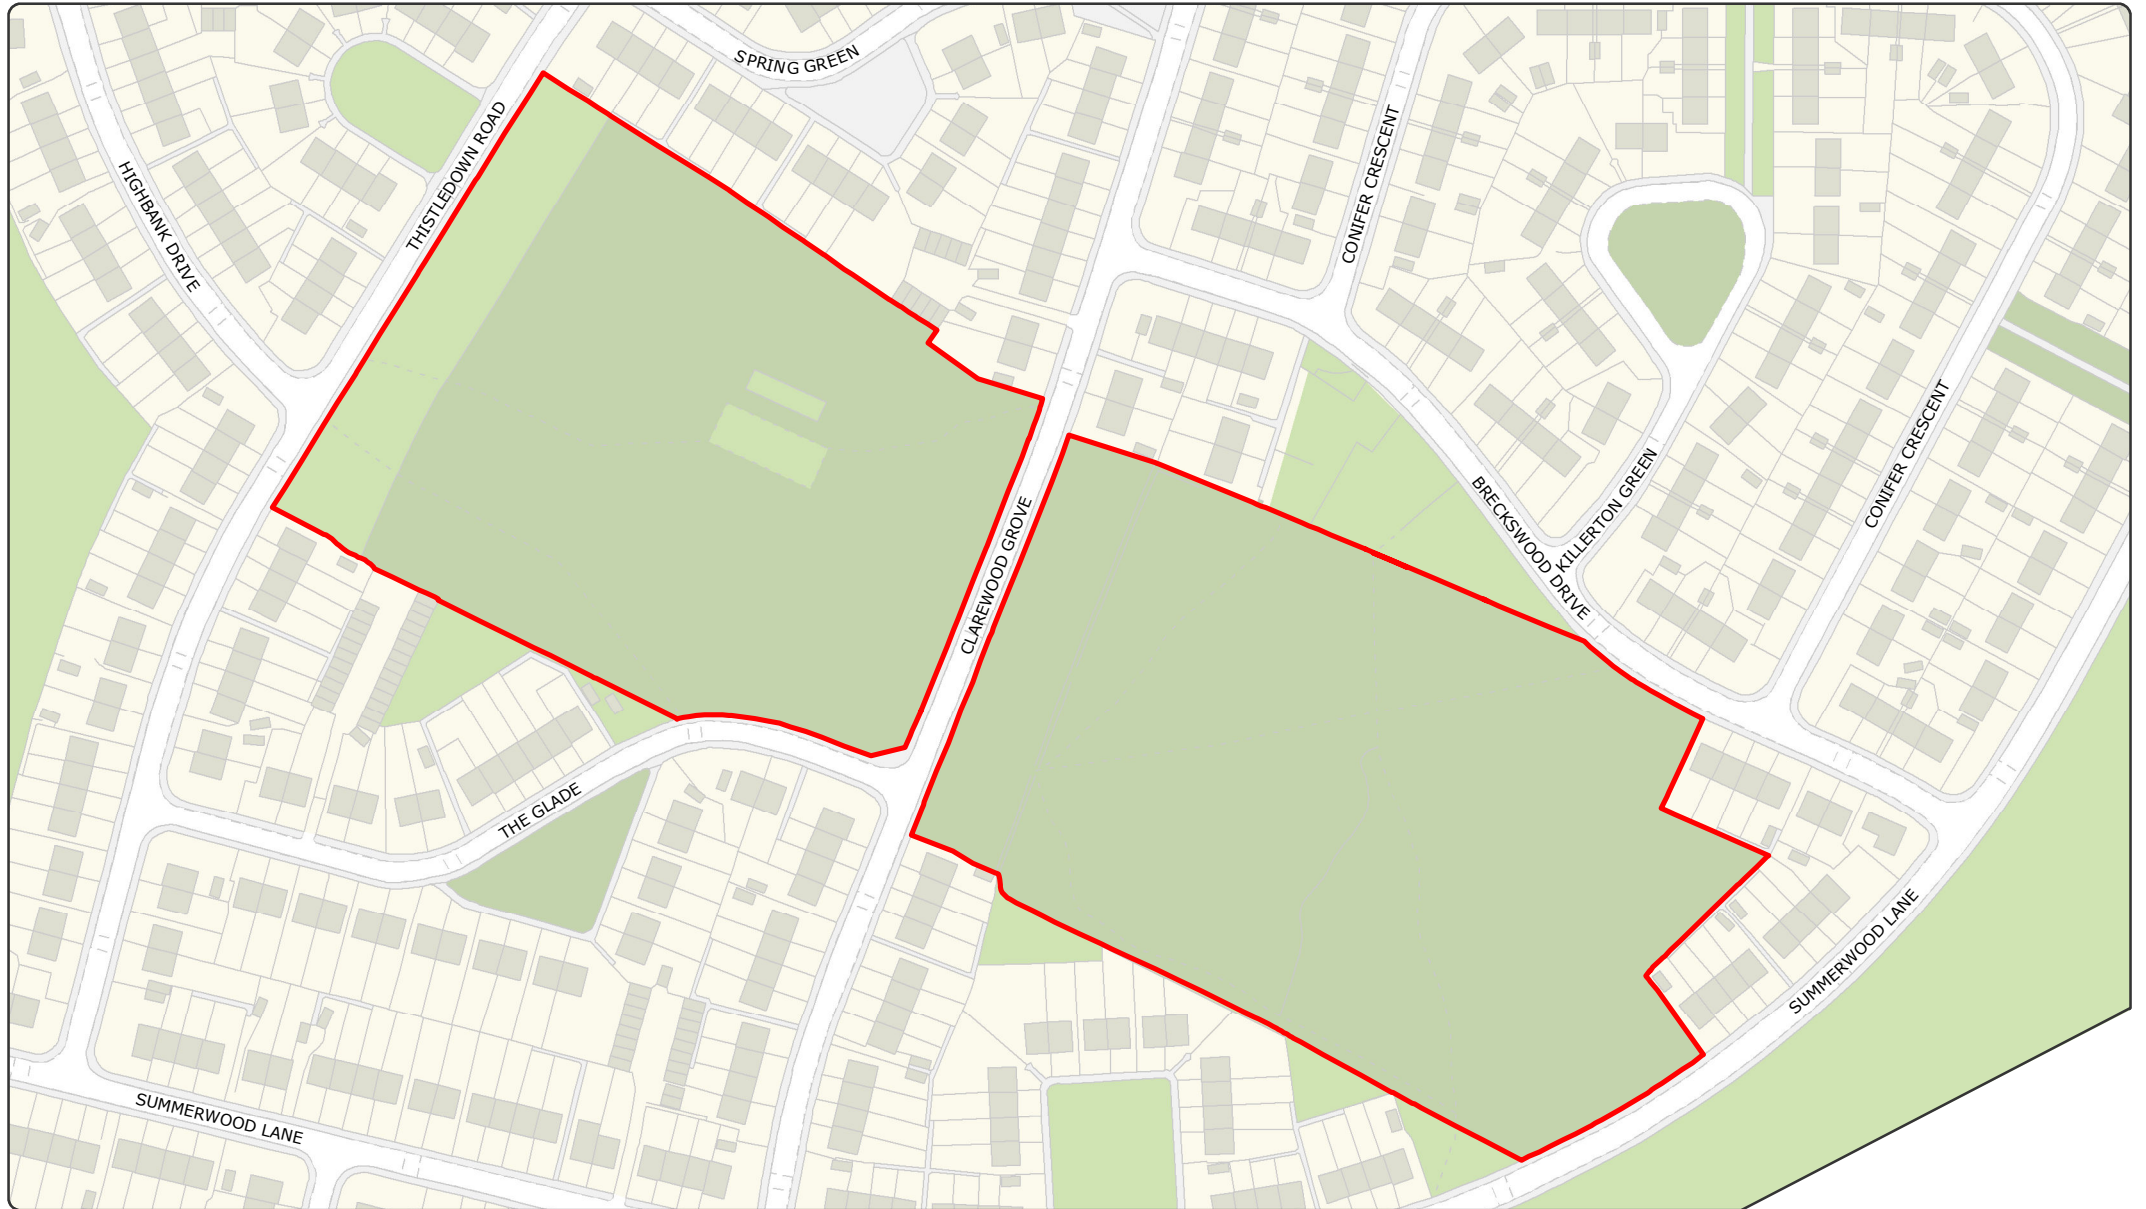 SPRING GREEN
THISTLEDOWN ROAD
HIGHBANK DRIVE
CONIFER CRESCENT
CONIFER CRESCENT
KILLERTON GREEN
BRECKSWOOD DRIVE
CLAREWOOD GROVE
THE GLADE
SUMMERWOOD LANE
SUMMERWOOD LANE